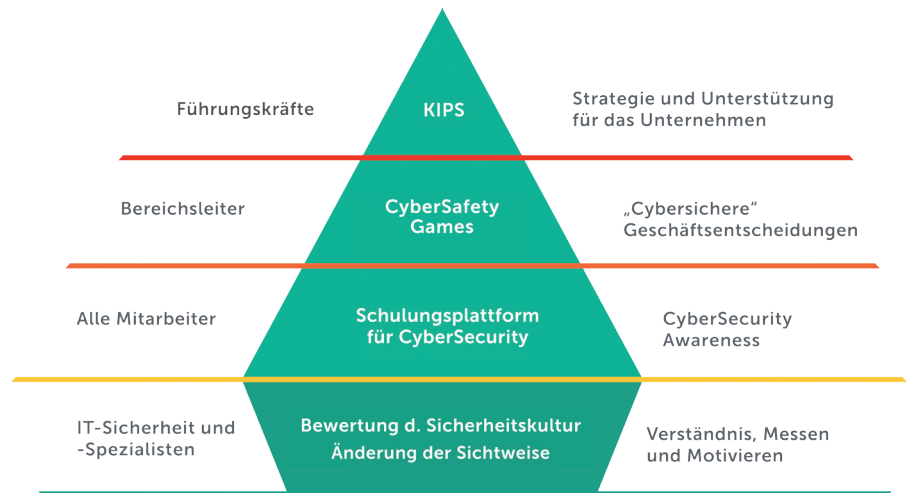 Führungskräfte
KIPS
Strategie und Unterstützung
für das Unternehmen
Bereichsleiter
CyberSafety
Games
„Cybersichere“
Geschäftsentscheidungen
Alle Mitarbeiter
Schulungsplattform
für CyberSecurity
CyberSecurity
Awareness
IT-Sicherheit und
-Spezialisten
Bewertung d. Sicherheitskultur
Änderung der Sichtweise
Verständnis, Messen
und Motivieren